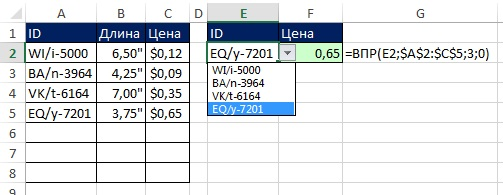 A B C D E F G
1 ID Длина Цена ID Цена
2 WI/i-5000 6,50" $0,12 EQ/y-7201 0,65 =ВПР(E2;$A$2:$C$5;3;0)
3 BA/n-3964 4,25" $0,09
4 VK/t-6164 7,00" $0,35
5 EQ/y-7201 3,75" $0,65
6
7
8
WI/i-5000
BA/n-3964
VK/t-6164
EQ/y-7201